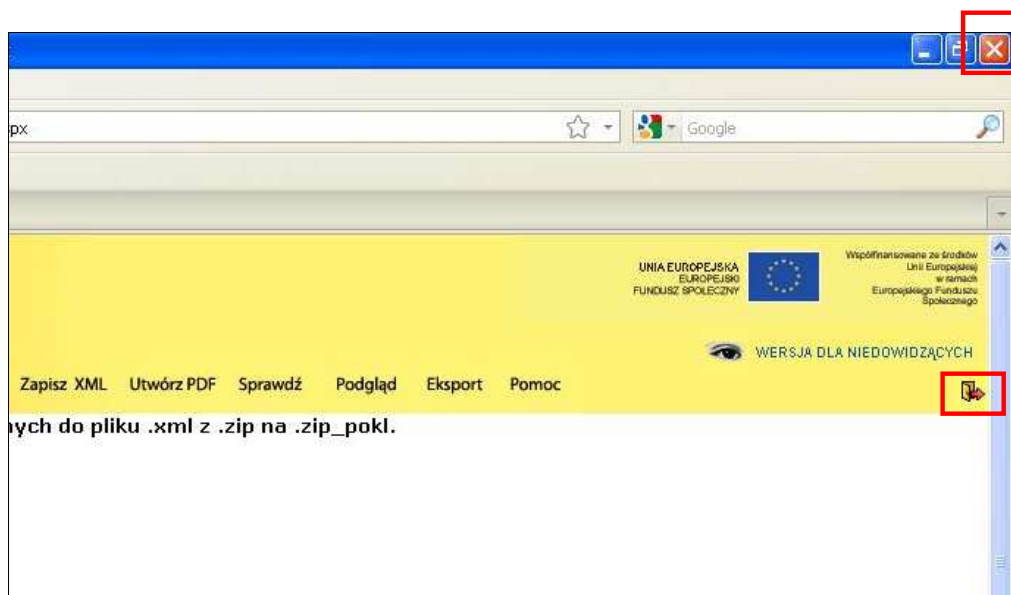 px
Google
UNIA EUROPEJSKA
EUROPEJSKI
FUNDUSZ SPOŁECZNY
Współfinansowane ze środków
Unii Europejskiej
w ramach
Europejskiego Funduszu
Społecznego
WERSJA DLA NIEDOWIDZĄCYCH
Zapisz XML Utwórz PDF Sprawdź Podgląd Eksport Pomoc
ych do pliku .xml z .zip na .zip_pokl.